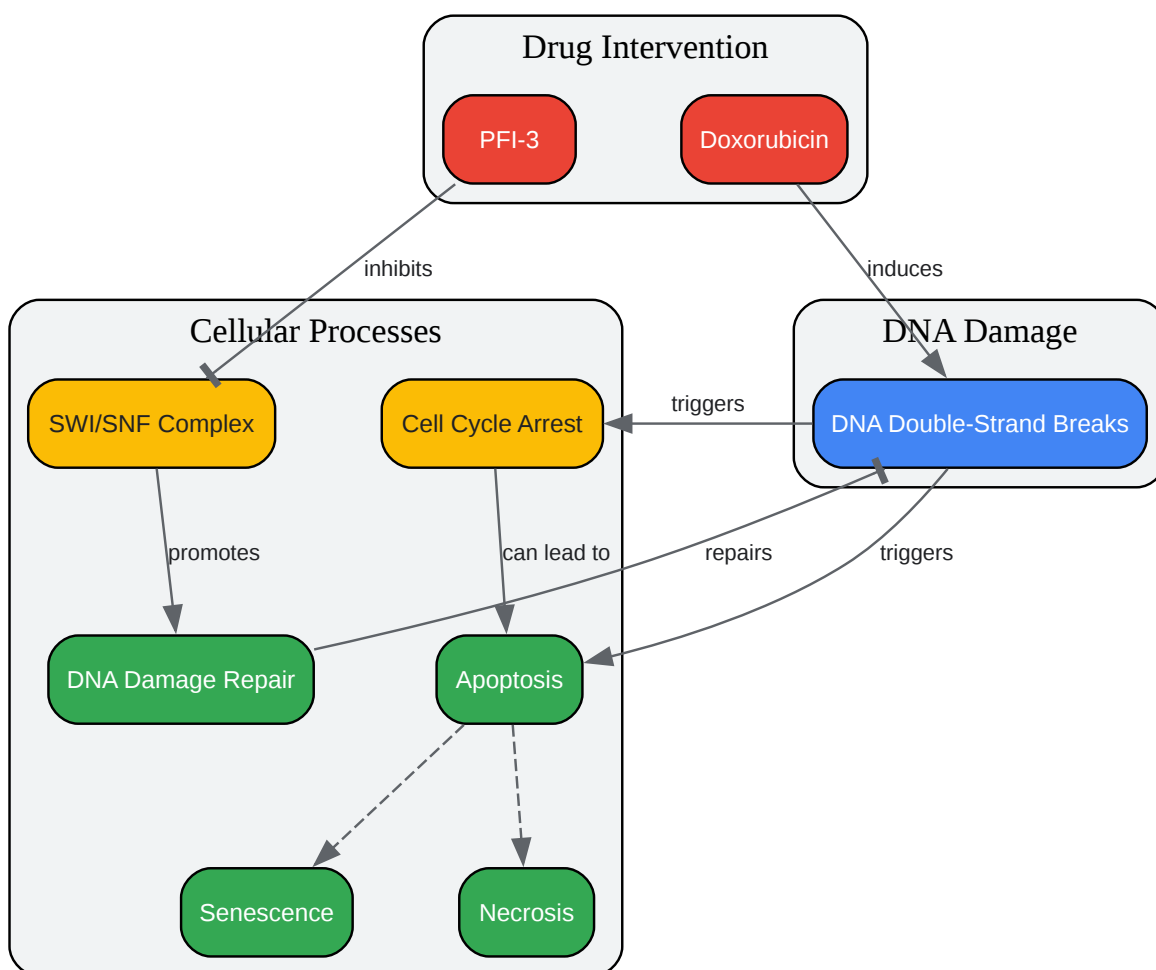 Drug Intervention
PFI-3
Doxorubicin
inhibits
induces
Cellular Processes
DNA Damage
SWI/SNF Complex
Cell Cycle Arrest
triggers
DNA Double-Strand Breaks
promotes
can lead to
repairs
triggers
DNA Damage Repair
Apoptosis
Senescence
Necrosis